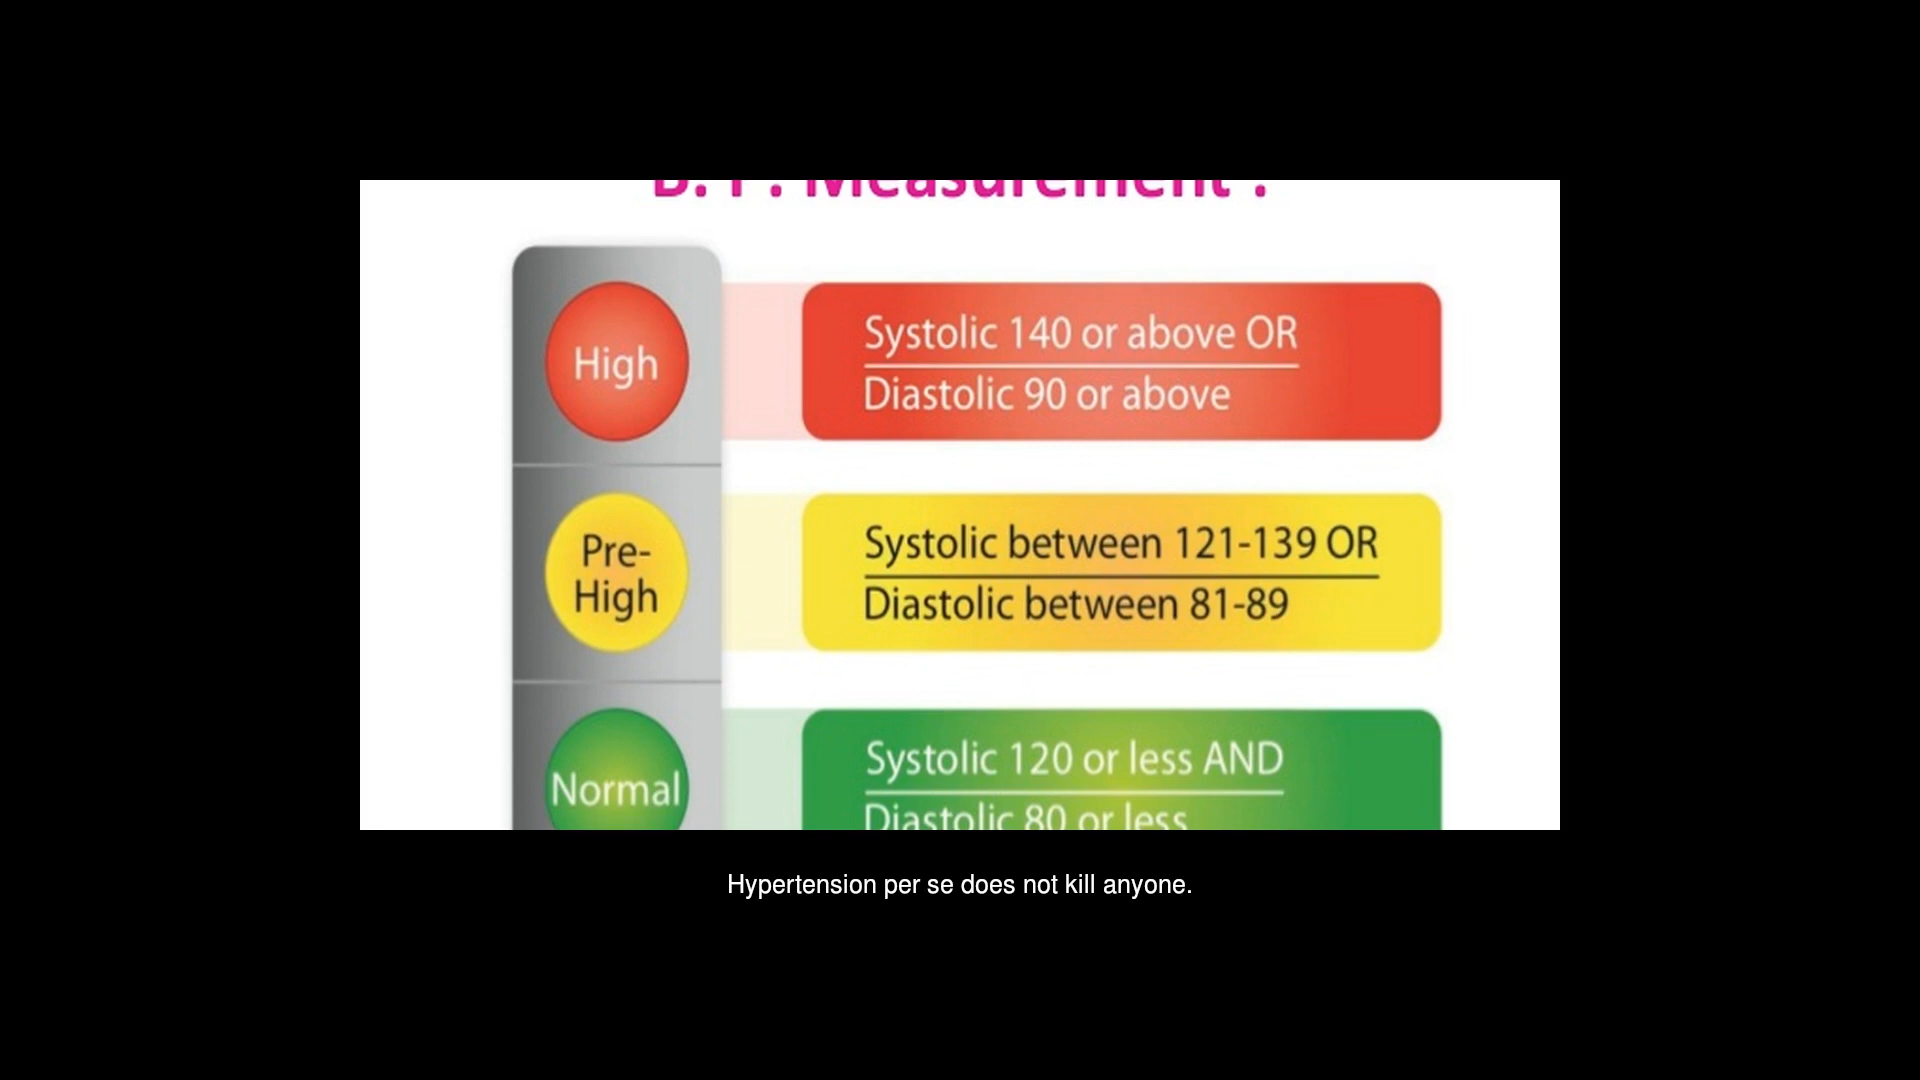 B. P. Measurement :
High
Systolic 140 or above OR
Diastolic 90 or above
Pre-
High
Systolic between 121-139 OR
Diastolic between 81-89
Normal
Systolic 120 or less AND
Diastolic 80 or less
Hypertension per se does not kill anyone.